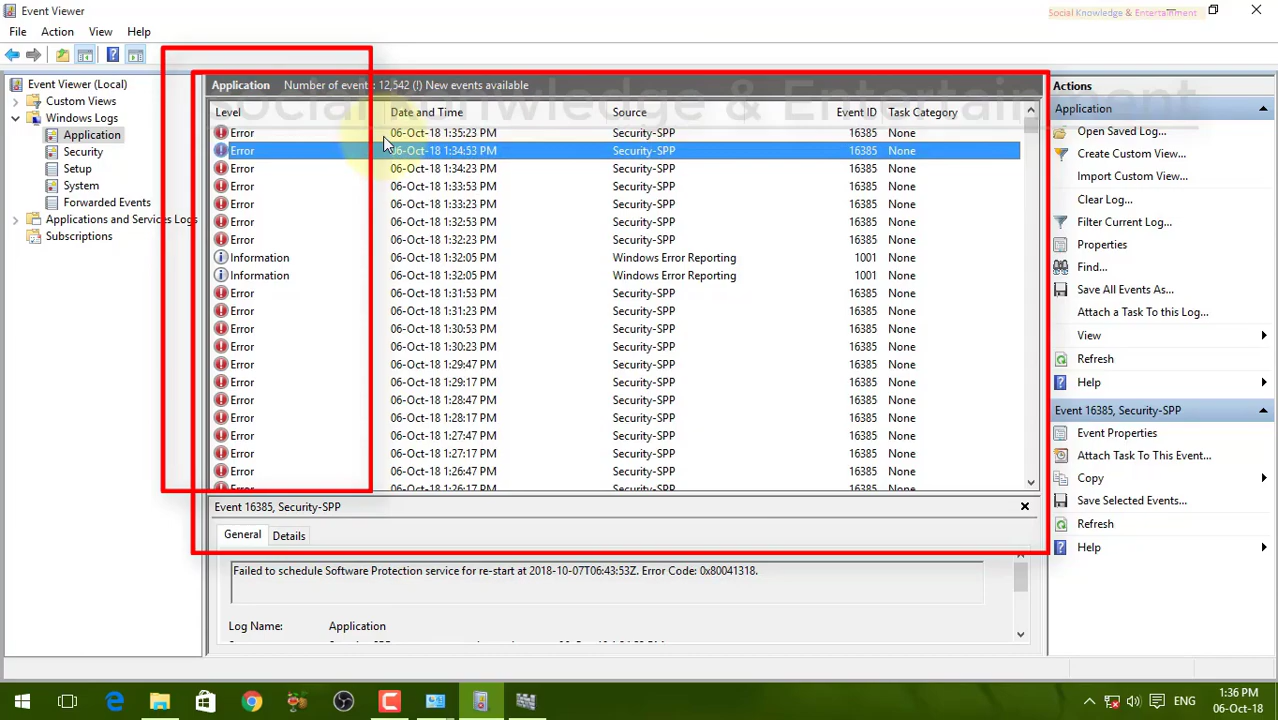 Event Viewer
Social Knowledge & Entertainment
File Action View Help
Event Viewer (Local)
Custom Views
Windows Logs
Application
Security
Setup
System
Forwarded Events
Applications and Services Logs
Subscriptions
Application Number of events: 12,542 (!) New events available
Social Knowledge & Entertainment
Level Date and Time Source Event ID Task Category
Error 06-Oct-18 1:35:23 PM Security-SPP 16385 None
Error 06-Oct-18 1:34:53 PM Security-SPP 16385 None
Error 06-Oct-18 1:34:23 PM Security-SPP 16385 None
Error 06-Oct-18 1:33:53 PM Security-SPP 16385 None
Error 06-Oct-18 1:33:23 PM Security-SPP 16385 None
Error 06-Oct-18 1:32:53 PM Security-SPP 16385 None
Error 06-Oct-18 1:32:23 PM Security-SPP 16385 None
Information 06-Oct-18 1:32:05 PM Windows Error Reporting 1001 None
Information 06-Oct-18 1:32:05 PM Windows Error Reporting 1001 None
Error 06-Oct-18 1:31:53 PM Security-SPP 16385 None
Error 06-Oct-18 1:31:23 PM Security-SPP 16385 None
Error 06-Oct-18 1:30:53 PM Security-SPP 16385 None
Error 06-Oct-18 1:30:23 PM Security-SPP 16385 None
Error 06-Oct-18 1:29:47 PM Security-SPP 16385 None
Error 06-Oct-18 1:29:17 PM Security-SPP 16385 None
Error 06-Oct-18 1:28:47 PM Security-SPP 16385 None
Error 06-Oct-18 1:28:17 PM Security-SPP 16385 None
Error 06-Oct-18 1:27:47 PM Security-SPP 16385 None
Error 06-Oct-18 1:27:17 PM Security-SPP 16385 None
Error 06-Oct-18 1:26:47 PM Security-SPP 16385 None
Error 06-Oct-18 1:26:17 PM Security-SPP 16385 None
Event 16385, Security-SPP
General Details
Failed to schedule Software Protection service for re-start at 2018-10-07T06:43:53Z. Error Code: 0x80041318.
Log Name: Application
Actions
Application
Open Saved Log...
Create Custom View...
Import Custom View...
Clear Log...
Filter Current Log...
Properties
Find...
Save All Events As...
Attach a Task To this Log...
View
Refresh
Help
Event 16385, Security-SPP
Event Properties
Attach Task To This Event...
Copy
Save Selected Events...
Refresh
Help
ENG
1:36 PM
06-Oct-18